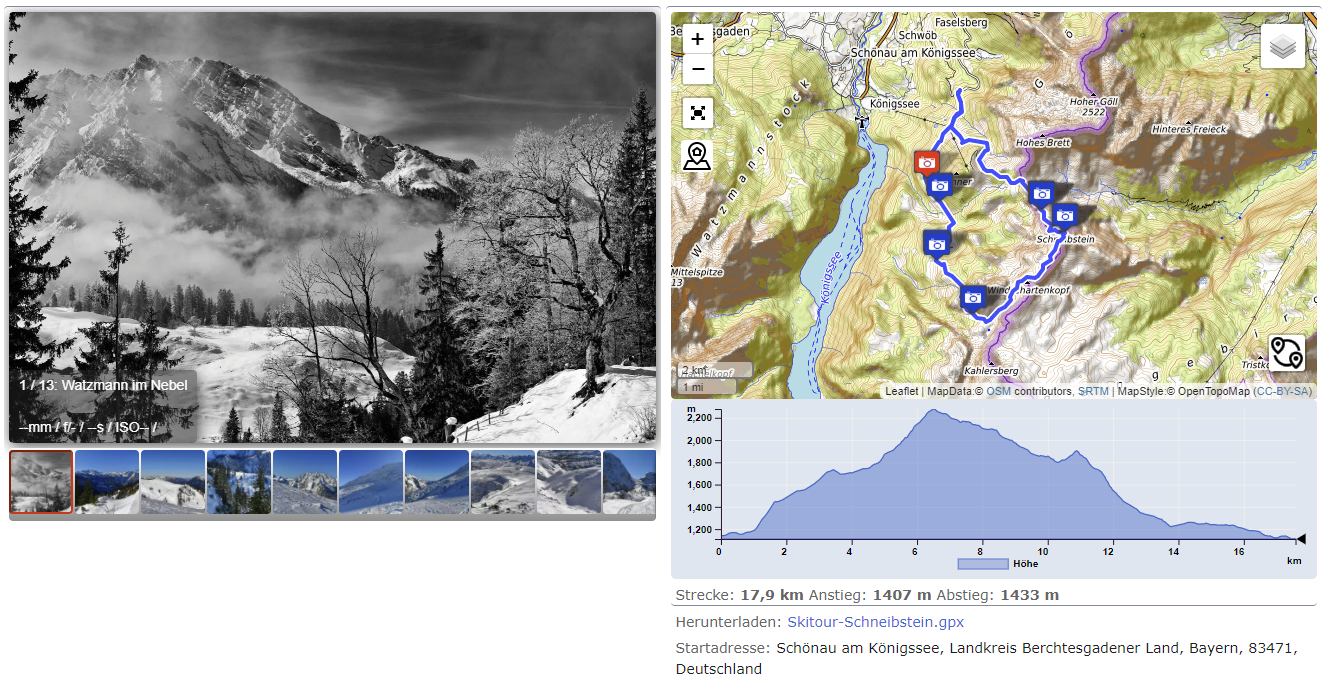 1 / 13: Watzmann im Nebel
--mm / f/- / --s / ISO-- /
+
−
Faselsberg
Schwöb
Schönau am Königssee
Königssee
Watzmannstock
Hoher Göll
2522
Hinteres Freieck
Hohes Brett
Mittelspitze
13
Königssee
Kahlersberg
2 km
1 mi
Leaflet | MapData:© OSM contributors, SRTM | MapStyle:© OpenTopoMap (CC-BY-SA)
m
2,200
2,000
1,800
1,600
1,400
1,200
0 2 4 6 8 10 12 14 16
km
Höhe
Strecke: 17,9 km Anstieg: 1407 m Abstieg: 1433 m
Herunterladen: Skitour-Schneibstein.gpx
Startadresse: Schönau am Königssee, Landkreis Berchtesgadener Land, Bayern, 83471,
Deutschland